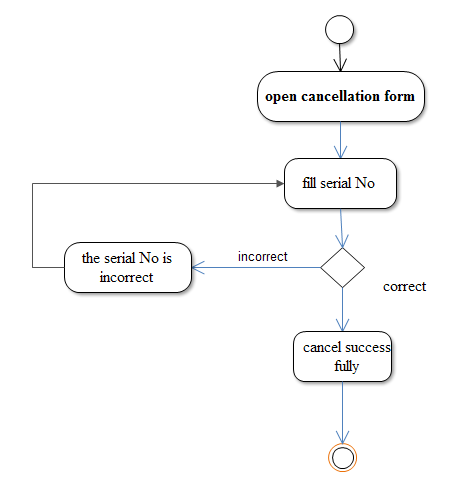 open cancellation form
fill serial No
the serial No is
incorrect
incorrect
correct
cancel success
fully